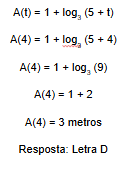 A(t) = 1 + log₃ (5 + t)
A(4) = 1 + log₃ (5 + 4)
A(4) = 1 + log₃ (9)
A(4) = 1 + 2
A(4) = 3 metros
Resposta: Letra D